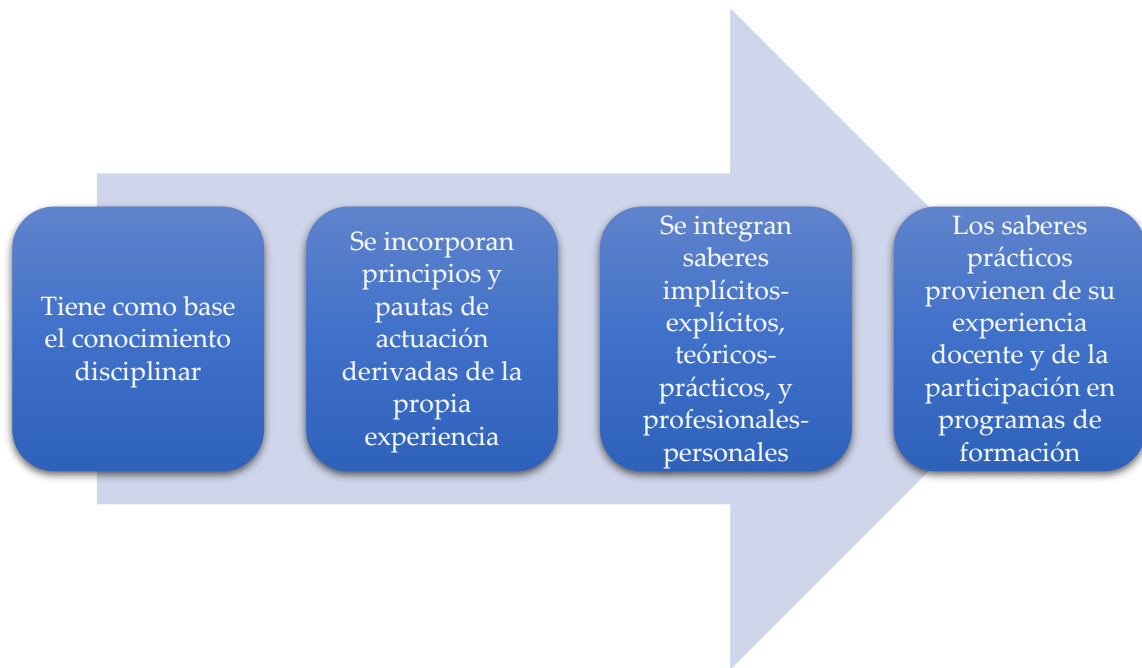 Tiene como base
el conocimiento
disciplinar
Se incorporan
principios y
pautas de
actuación
derivadas de la
propia
experiencia
Se integran
saberes
implícitos-
explícitos,
teóricos-
prácticos, y
profesionales-
personales
Los saberes
prácticos
provienen de su
experiencia
docente y de la
participación en
programas de
formación